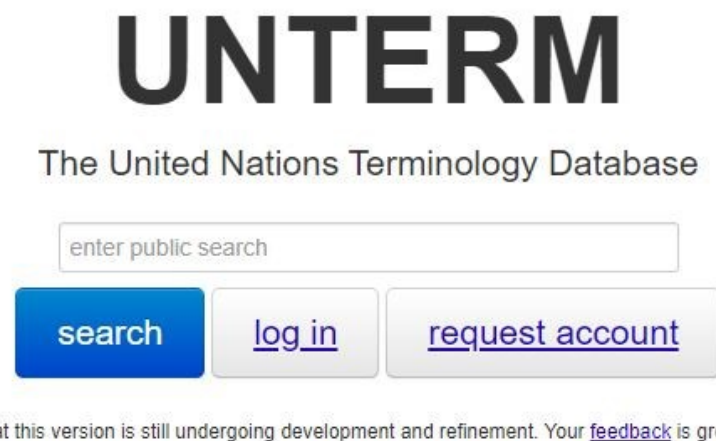 UNTERM
The United Nations Terminology Database
enter public search
search log in request account
this version is still undergoing development and refinement. Your feedback is